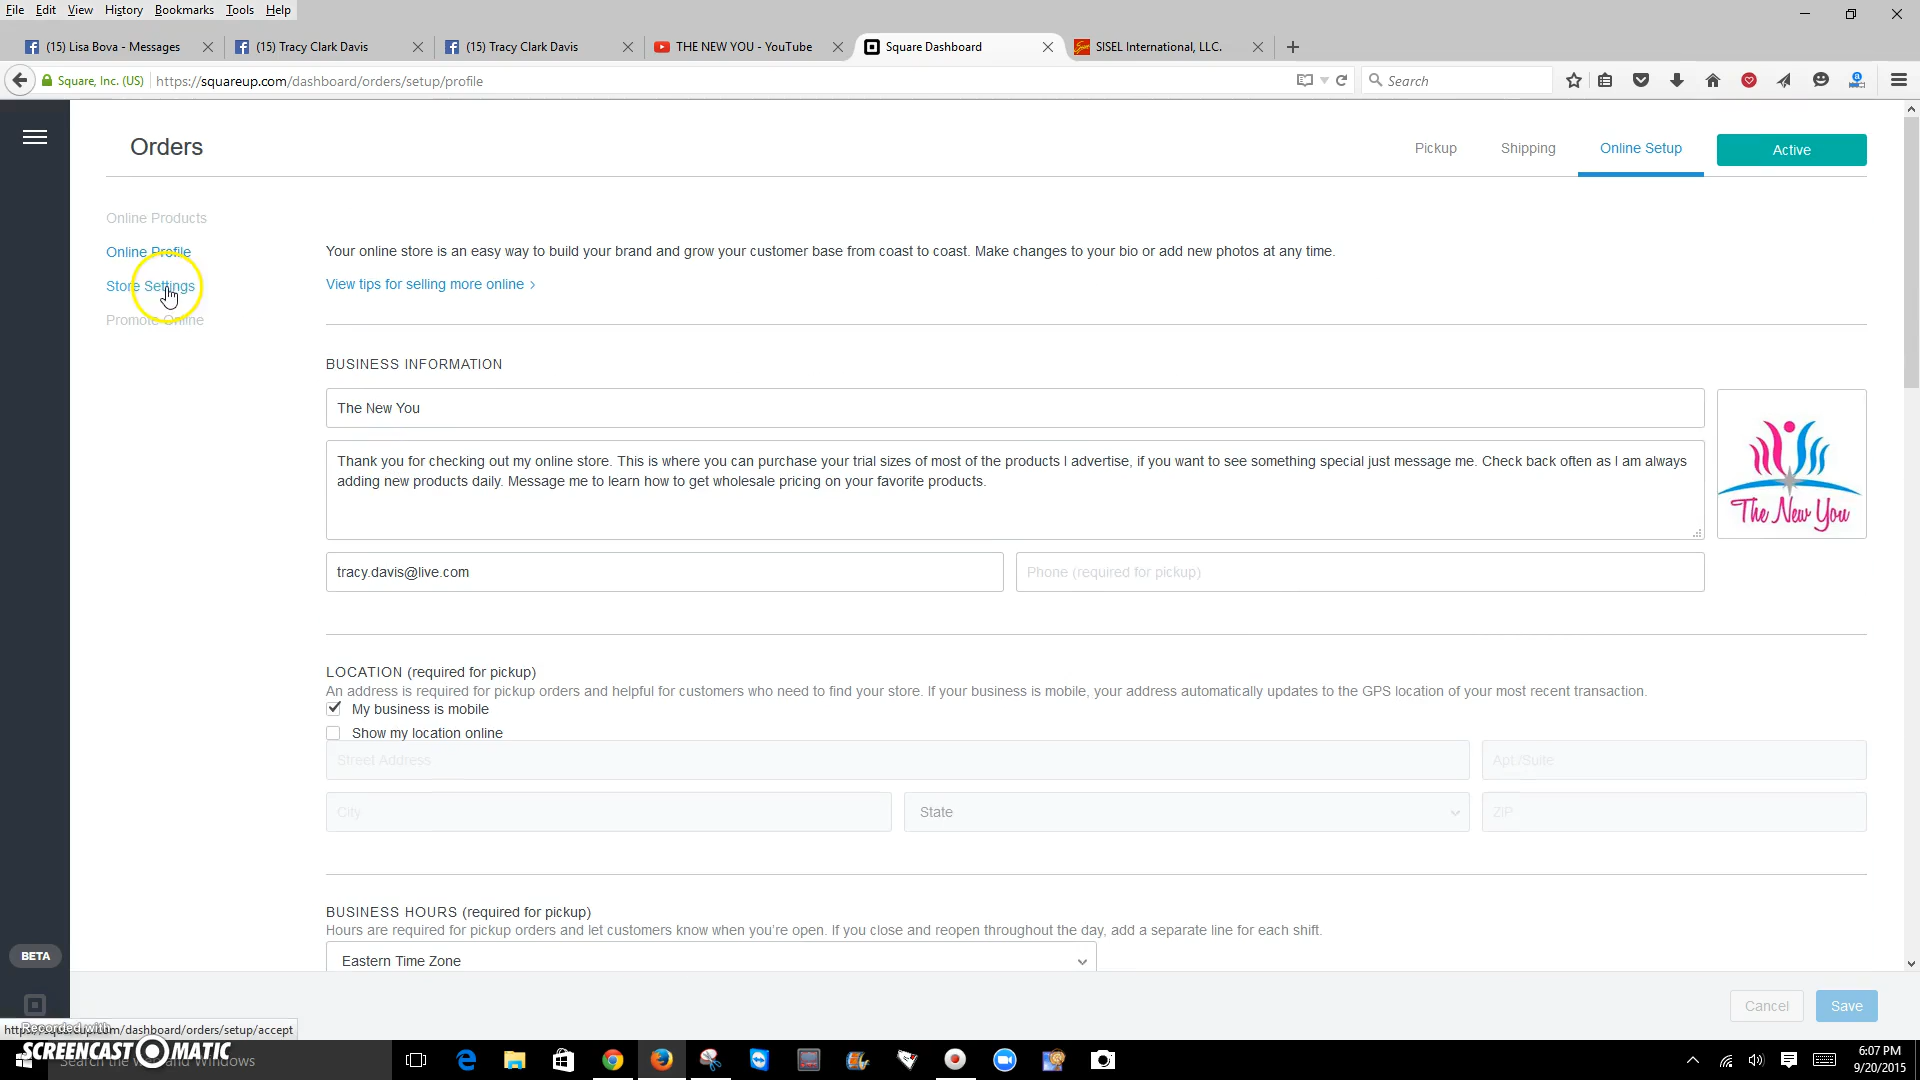 File Edit View History Bookmarks Tools Help
(15) Lisa Bova - Messages
(15) Tracy Clark Davis
(15) Tracy Clark Davis
THE NEW YOU - YouTube
Square Dashboard
SISEL International, LLC.
Square, Inc. (US) https://squareup.com/dashboard/orders/setup/profile
Search
Orders
Pickup
Shipping
Online Setup
Active
Online Products
Online Profile
Store Settings
Promote Online
Your online store is an easy way to build your brand and grow your customer base from coast to coast. Make changes to your bio or add new photos at any time.
View tips for selling more online >
BUSINESS INFORMATION
The New You
Thank you for checking out my online store. This is where you can purchase your trial sizes of most of the products I advertise, if you want to see something special just message me. Check back often as I am always
adding new products daily. Message me to learn how to get wholesale pricing on your favorite products.
The New You
tracy.davis@live.com
Phone (required for pickup)
LOCATION (required for pickup)
An address is required for pickup orders and helpful for customers who need to find your store. If your business is mobile, your address automatically updates to the GPS location of your most recent transaction.
My business is mobile
Show my location online
Street Address
Apt./Suite
City
State
ZIP
BUSINESS HOURS (required for pickup)
Hours are required for pickup orders and let customers know when you're open. If you close and reopen throughout the day, add a separate line for each shift.
Eastern Time Zone
BETA
Cancel
Save
https://squareup.com/dashboard/orders/setup/accept
Recorded with
SCREENCAST MATIC
Search the web and Windows
6:07 PM
9/20/2015